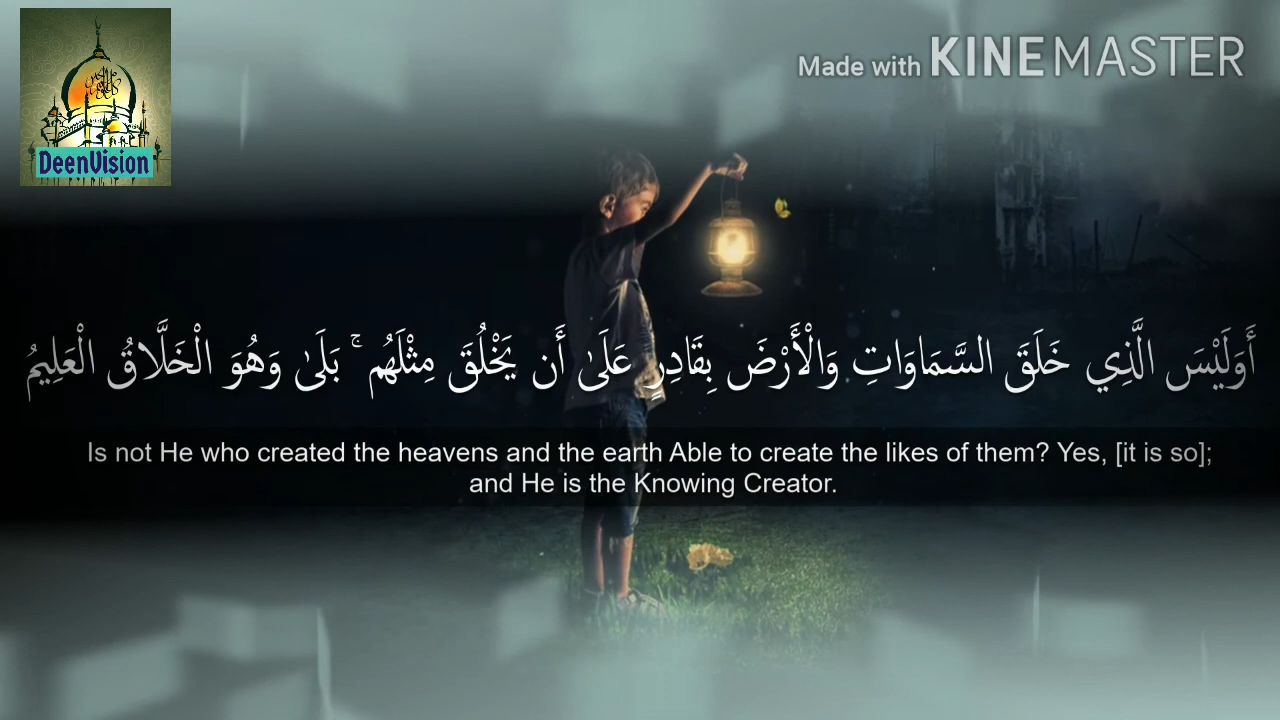 Made with KINEMASTER
DeenVision
أَوَلَيْسَ الَّذِي خَلَقَ السَّمَاوَاتِ وَالْأَرْضَ بِقَادِرٍ عَلَىٰ أَن يَخْلُقَ مِثْلَهُم ۚ بَلَىٰ وَهُوَ الْخَلَّاقُ الْعَلِيمُ
Is not He who created the heavens and the earth Able to create the likes of them? Yes, [it is so];
and He is the Knowing Creator.